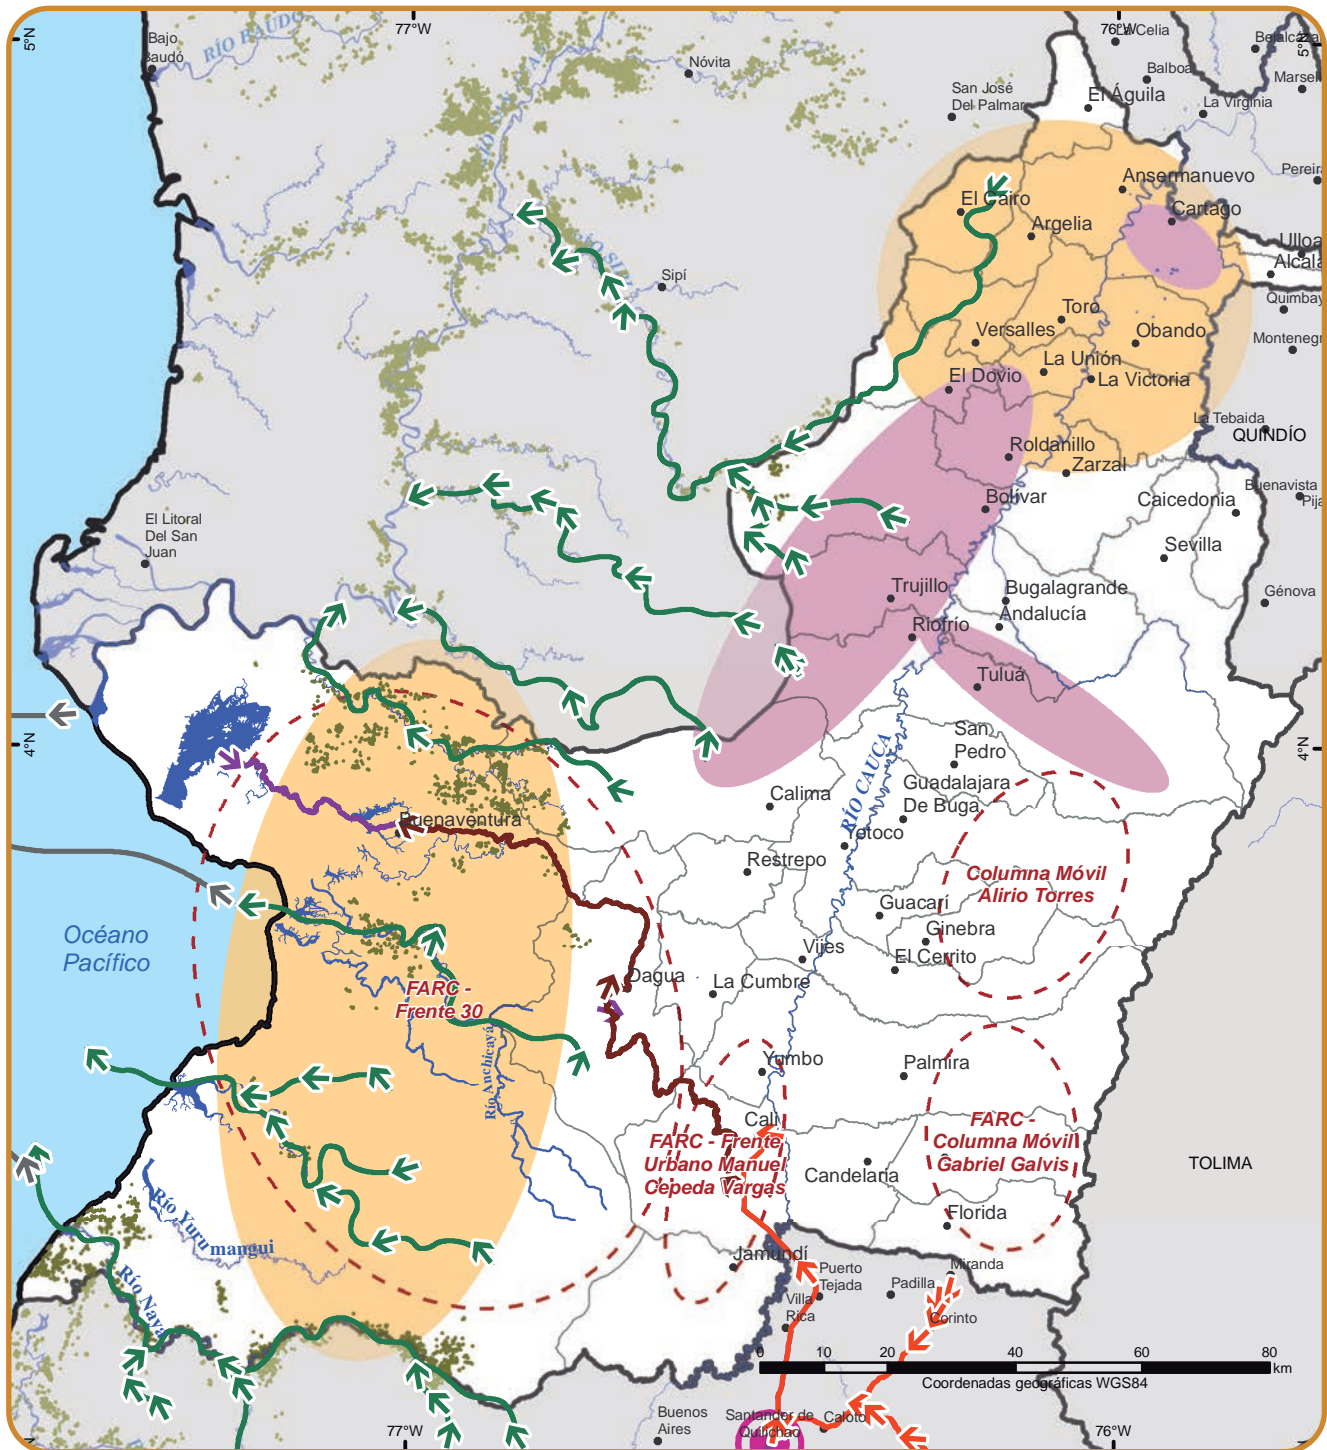 5°N
77°W
76°W
5°N
Bajo
Baudó
RÍO BAUDÓ
Nóvita
La Celia
Balboa
San José
Del Palmar
El Águila
La Virginia
Ansermanuevo
El Cairo
Argelia
Cartago
Sipí
Toro
Versalles
Obando
La Unión
El Dovio
La Victoria
La Tebaida
QUINDÍO
Roldanillo
Zarzal
Buenavista
Bolívar
Caicedonia
El Litoral
Del San
Juan
Sevilla
Trujillo
Bugalagrande
Andalucía
Génova
Riofrío
Tuluá
4°N
RÍO CAUCA
San
Pedro
4°N
Guadalajara
De Buga
Calima
Buenaventura
Yotoco
Restrepo
Columna Móvil
Alirio Torres
Guacarí
Ginebra
Océano
Pacífico
Vijes
El Cerrito
Dagua
La Cumbre
FARC -
Frente 30
Río Anchicayá
Yumbo
Palmira
Cali
FARC - Frente
Urbano Manuel
Cepeda Vargas
FARC -
Columna Móvil
Gabriel Galvis
Candelaria
TOLIMA
Río Yurumangui
Florida
Jamundí
Río Naya
Puerto
Tejada
Miranda
Padilla
Villa
Rica
Corinto
0 10 20 40 60 80
km
Coordenadas geográficas WGS84
Buenos
Aires
Santander de
Quilichao
Caloto
77°W
76°W